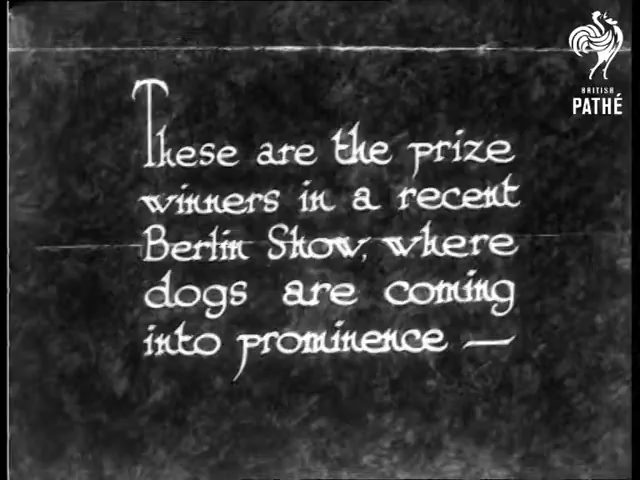 BRITISH
PATHÉ
These are the prize
winners in a recent
Berlin Show, where
dogs are coming
into prominence —